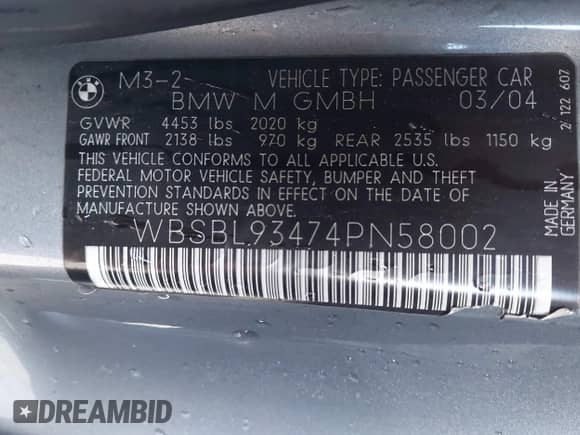 M3-2 VEHICLE TYPE: PASSENGER CAR
BMW M GMBH 03/04
GVWR 4453 lbs 2020 kg
GAWR FRONT 2138 lbs 970 kg REAR 2535 lbs 1150 kg
THIS VEHICLE CONFORMS TO ALL APPLICABLE U.S.
FEDERAL MOTOR VEHICLE SAFETY, BUMPER AND THEFT
PREVENTION STANDARDS IN EFFECT ON THE DATE OF
MANUFACTURE SHOWN ABOVE.
WBSBL93474PN58002
2 122 607
MADE IN
GERMANY
DREAMBID